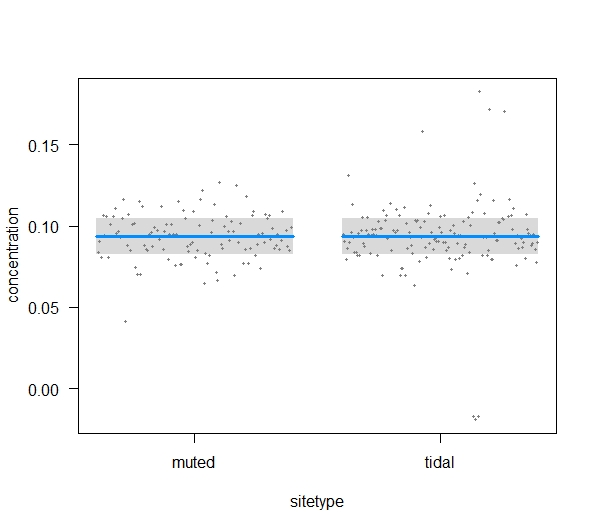 0.15
0.10
0.05
0.00
concentration
muted tidal
sitetype